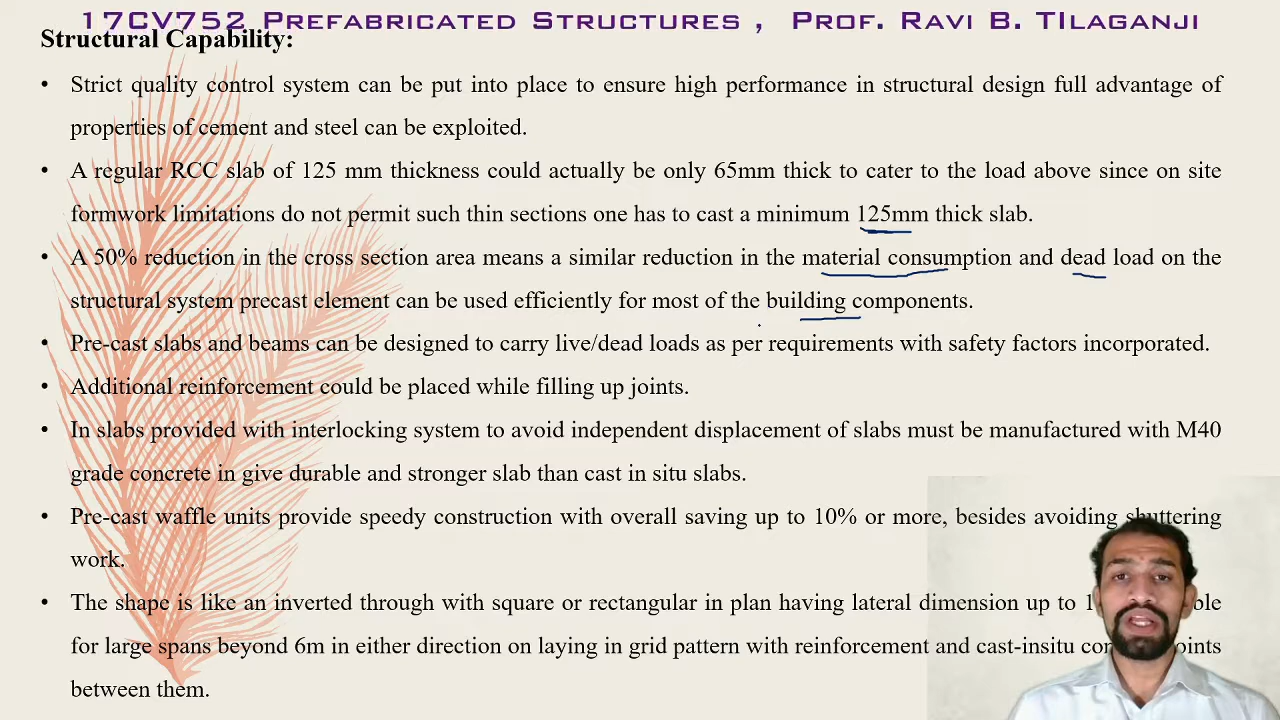 17CV752 Prefabricated Structures , Prof. Ravi B. TIlaganji
Structural Capability:
• Strict quality control system can be put into place to ensure high performance in structural design full advantage of
properties of cement and steel can be exploited.
• A regular RCC slab of 125 mm thickness could actually be only 65mm thick to cater to the load above since on site
formwork limitations do not permit such thin sections one has to cast a minimum 125mm thick slab.
• A 50% reduction in the cross section area means a similar reduction in the material consumption and dead load on the
structural system precast element can be used efficiently for most of the building components.
• Pre-cast slabs and beams can be designed to carry live/dead loads as per requirements with safety factors incorporated.
• Additional reinforcement could be placed while filling up joints.
• In slabs provided with interlocking system to avoid independent displacement of slabs must be manufactured with M40
grade concrete in give durable and stronger slab than cast in situ slabs.
• Pre-cast waffle units provide speedy construction with overall saving up to 10% or more, besides avoiding shuttering
work.
• The shape is like an inverted through with square or rectangular in plan having lateral dimension up to
for large spans beyond 6m in either direction on laying in grid pattern with reinforcement and cast-insitu
between them.